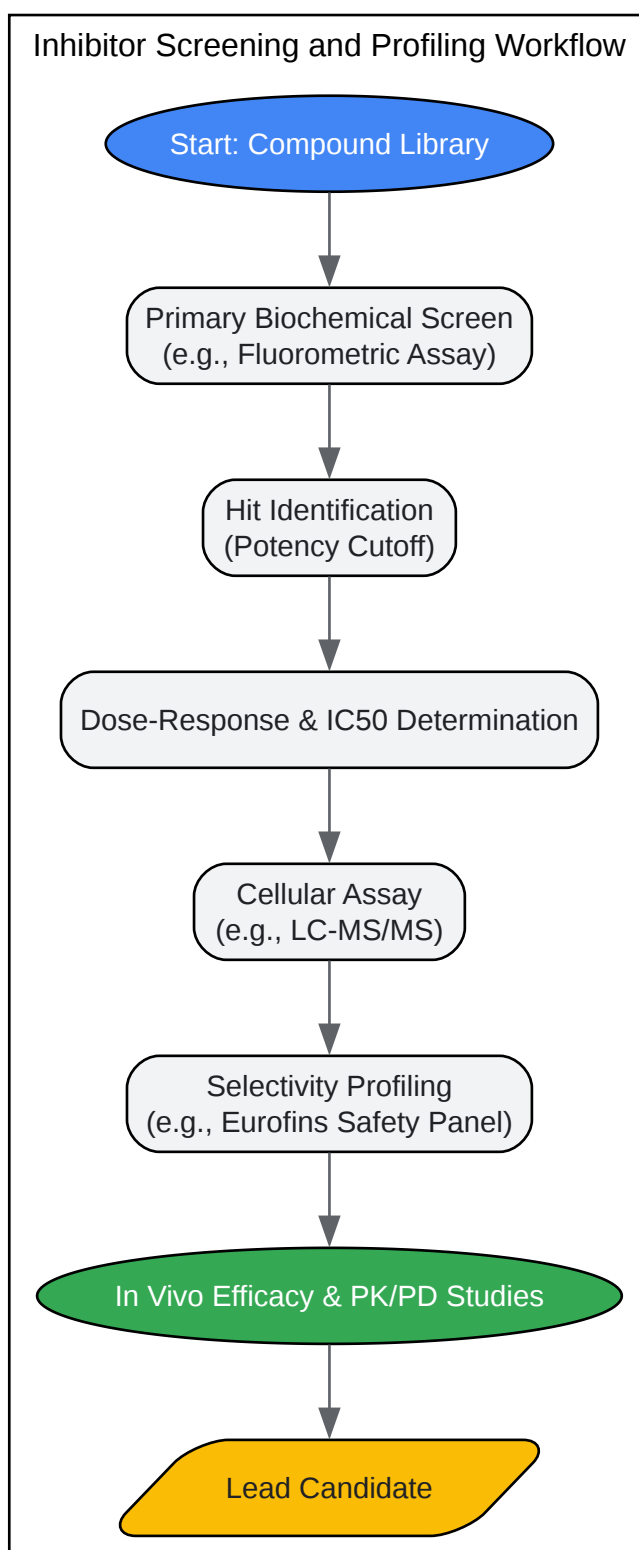 Inhibitor Screening and Profiling Workflow
Start: Compound Library
Primary Biochemical Screen
(e.g., Fluorometric Assay)
Hit Identification
(Potency Cutoff)
Dose-Response & IC50 Determination
Cellular Assay
(e.g., LC-MS/MS)
Selectivity Profiling
(e.g., Eurofins Safety Panel)
In Vivo Efficacy & PK/PD Studies
Lead Candidate